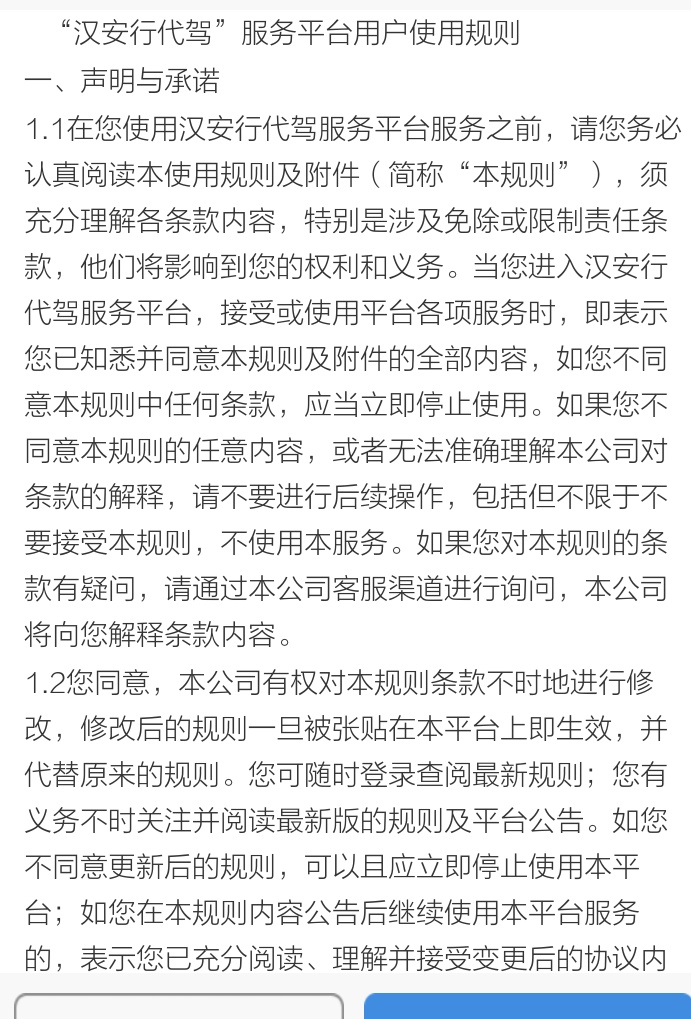 “汉安行代驾”服务平台用户使用规则
一、声明与承诺
1.1在您使用汉安行代驾服务平台服务之前，请您务必
认真阅读本使用规则及附件（简称“本规则”），须
充分理解各条款内容，特别是涉及免除或限制责任条
款，他们将影响到您的权利和义务。当您进入汉安行
代驾服务平台，接受或使用平台各项服务时，即表示
您已知悉并同意本规则及附件的全部内容，如您不同
意本规则中任何条款，应当立即停止使用。如果您不
同意本规则的任意内容，或者无法准确理解本公司对
条款的解释，请不要进行后续操作，包括但不限于不
要接受本规则，不使用本服务。如果您对本规则的条
款有疑问，请通过本公司客服渠道进行询问，本公司
将向您解释条款内容。
1.2您同意，本公司有权对本规则条款不时地进行修
改，修改后的规则一旦被张贴在本平台上即生效，并
代替原来的规则。您可随时登录查阅最新规则；您有
义务不时关注并阅读最新版的规则及平台公告。如您
不同意更新后的规则，可以且应立即停止使用本平
台；如您在本规则内容公告后继续使用本平台服务
的，表示您已充分阅读、理解并接受变更后的协议内